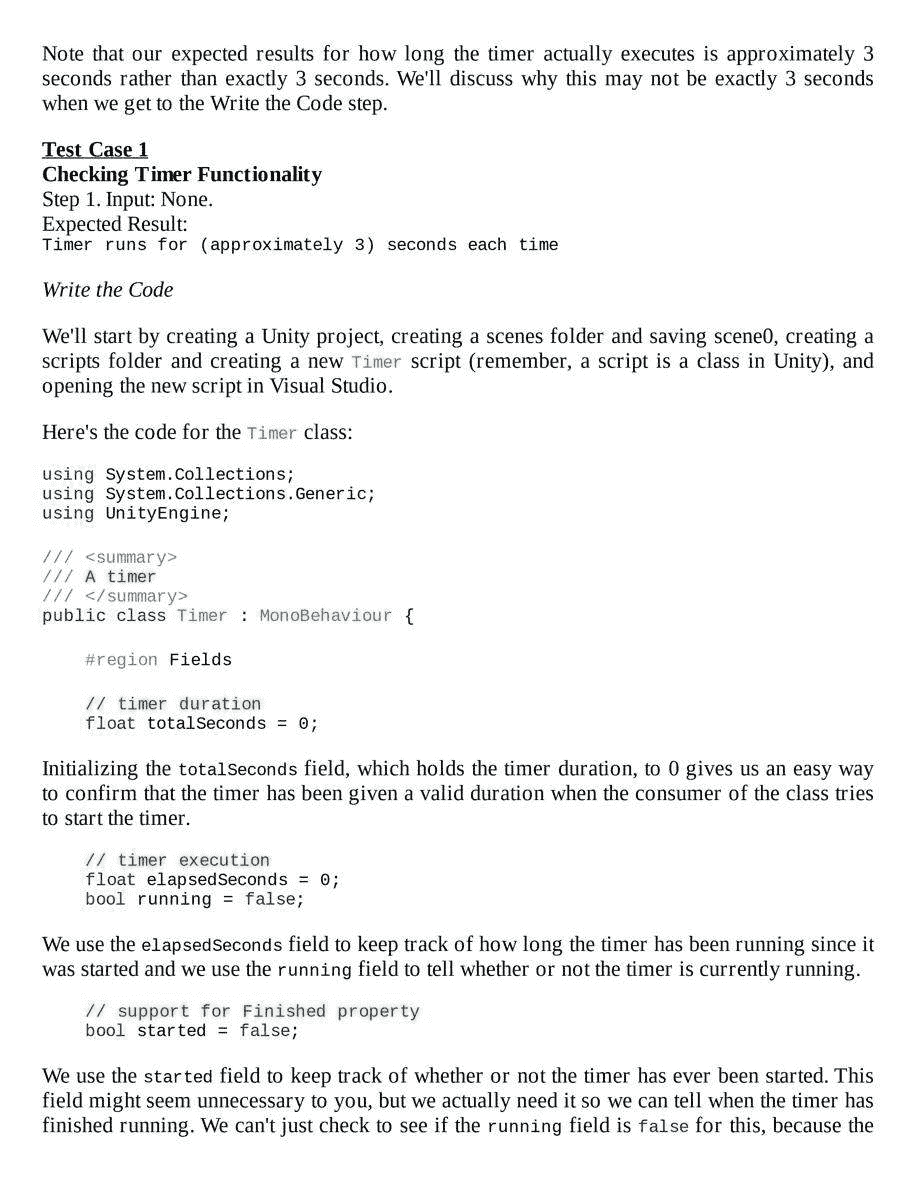 Note that our expected results for how long the timer actually executes is approximately 3
seconds rather than exactly 3 seconds. We'll discuss why this may not be exactly 3 seconds
when we get to the Write the Code step.
Test Case 1
Checking Timer Functionality
Step 1. Input: None.
Expected Result:
Timer runs for (approximately 3) seconds each time
Write the Code
We'll start by creating a Unity project, creating a scenes folder and saving scene0, creating a
scripts folder and creating a new Timer script (remember, a script is a class in Unity), and
opening the new script in Visual Studio.
Here's the code for the Timer class:
using System.Collections;
using System.Collections.Generic;
using UnityEngine;
/// <summary>
/// A timer
/// </summary>
public class Timer : MonoBehaviour {
#region Fields
// timer duration
float totalSeconds = 0;
Initializing the totalSeconds field, which holds the timer duration, to 0 gives us an easy way
to confirm that the timer has been given a valid duration when the consumer of the class tries
to start the timer.
// timer execution
float elapsedSeconds = 0;
bool running = false;
We use the elapsedSeconds field to keep track of how long the timer has been running since it
was started and we use the running field to tell whether or not the timer is currently running.
// support for Finished property
bool started = false;
We use the started field to keep track of whether or not the timer has ever been started. This
field might seem unnecessary to you, but we actually need it so we can tell when the timer has
finished running. We can't just check to see if the running field is false for this, because the